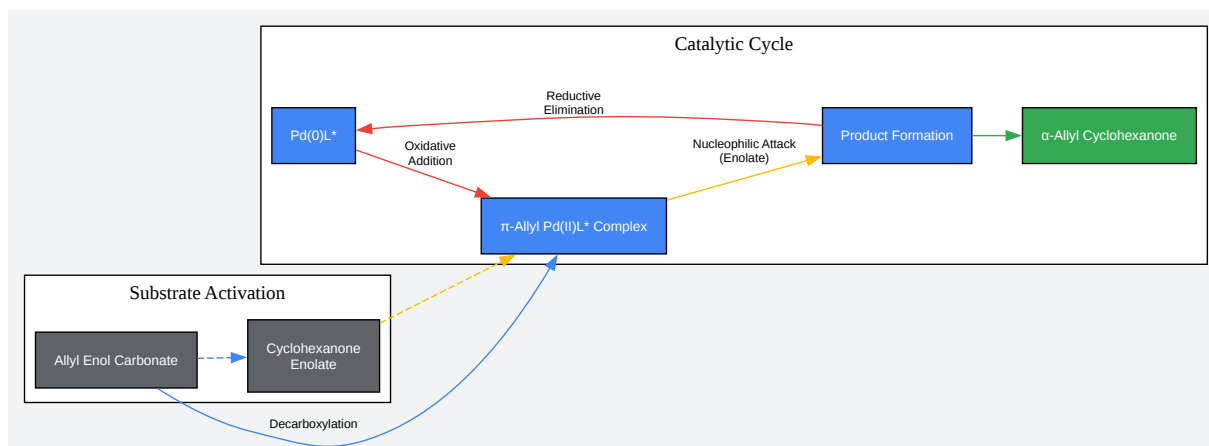 Catalytic Cycle
Reductive
Elimination
Pd(0)L*
Product Formation
α-Allyl Cyclohexanone
Oxidative
Addition
Nucleophilic Attack
(Enolate)
π-Allyl Pd(II)L* Complex
Substrate Activation
Allyl Enol Carbonate
Cyclohexanone
Enolate
Decarboxylation